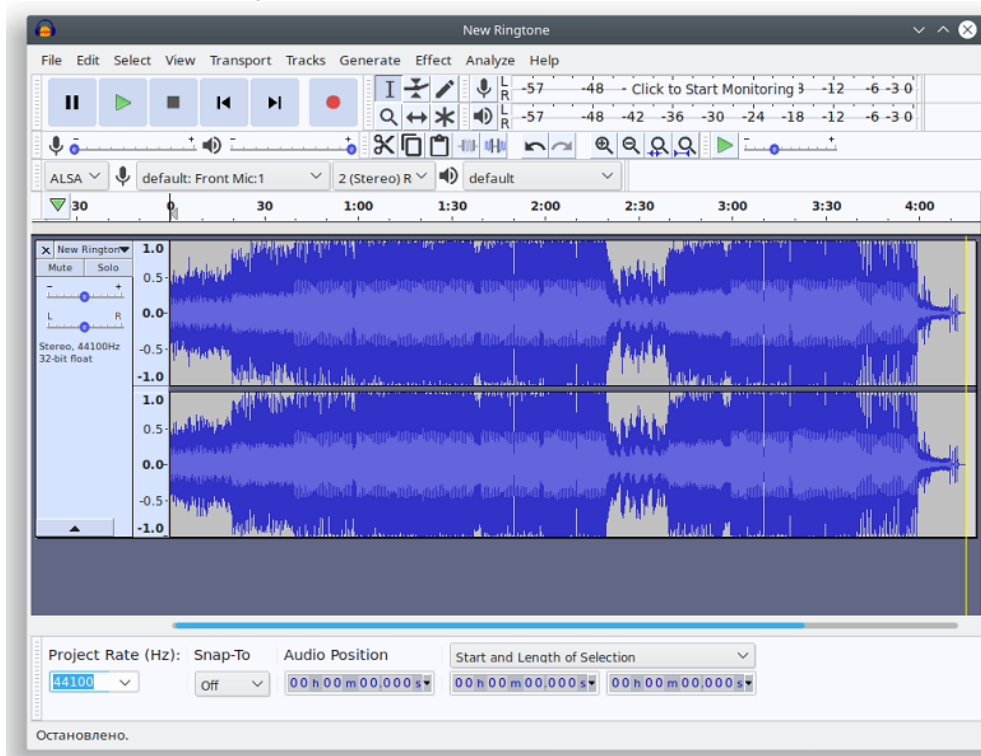 New Ringtone
File Edit Select View Transport Tracks Generate Effect Analyze Help
L
R
-57 -48 - Click to Start Monitoring -12 -6 -3 0
L
R
-57 -48 -42 -36 -30 -24 -18 -12 -6 -3 0
- +
- +
- +
ALSA default: Front Mic:1 2 (Stereo) R default
30 0 30 1:00 1:30 2:00 2:30 3:00 3:30 4:00
X New Rington
Mute Solo
- +
L R
Stereo, 44100Hz
32-bit float
1.0
0.5
0.0
-0.5
-1.0
1.0
0.5
0.0
-0.5
-1.0
Project Rate (Hz): Snap-To Audio Position Start and Length of Selection
44100 Off 00 h 00 m 00,000 s 00 h 00 m 00,000 s 00 h 00 m 00,000 s
Остановлено.